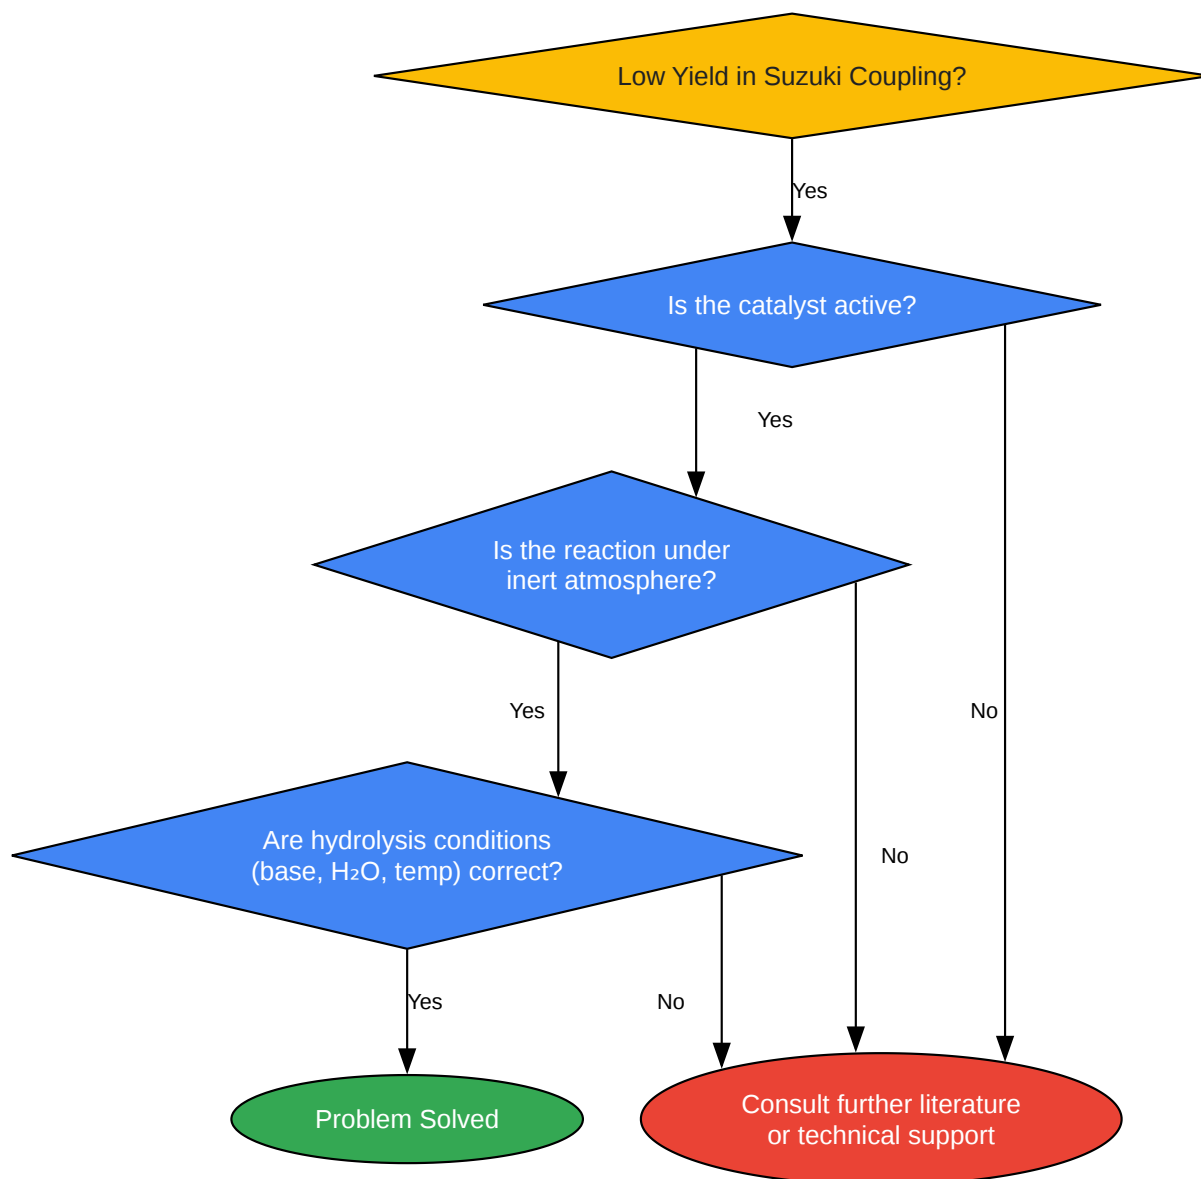 Low Yield in Suzuki Coupling?
Yes
Is the catalyst active?
Yes
Is the reaction under
inert atmosphere?
Yes
No
Are hydrolysis conditions
(base, H₂O, temp) correct?
No
Yes
No
Problem Solved
Consult further literature
or technical support